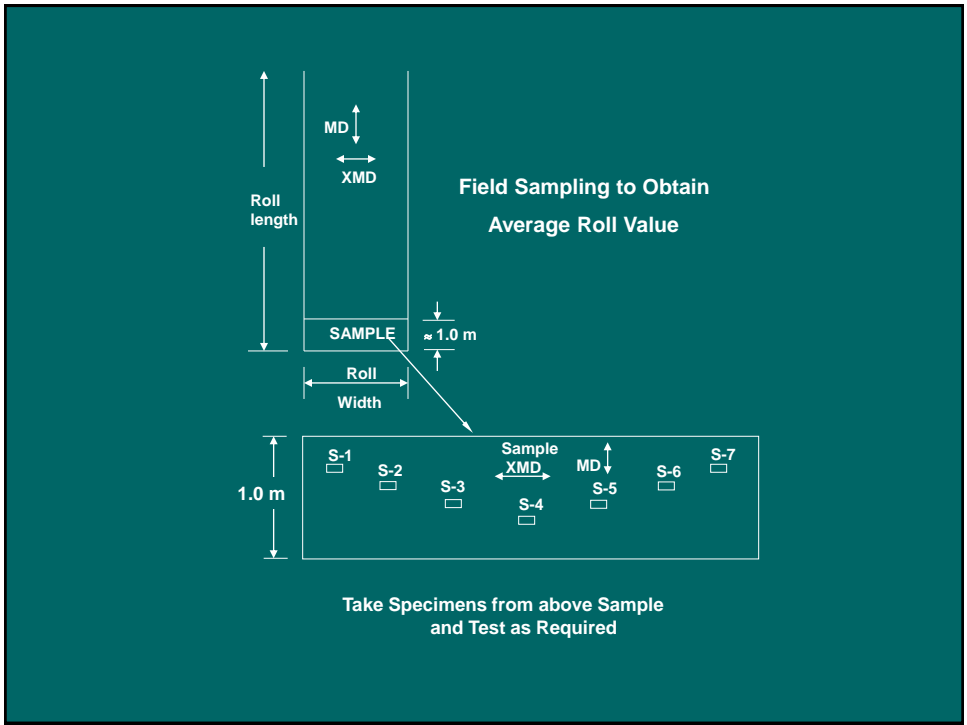 MD
XMD
Roll
length
Field Sampling to Obtain
Average Roll Value
SAMPLE
≈ 1.0 m
Roll
Width
Sample
XMD
MD
S-1
S-2
S-3
S-4
S-5
S-6
S-7
1.0 m
Take Specimens from above Sample
and Test as Required